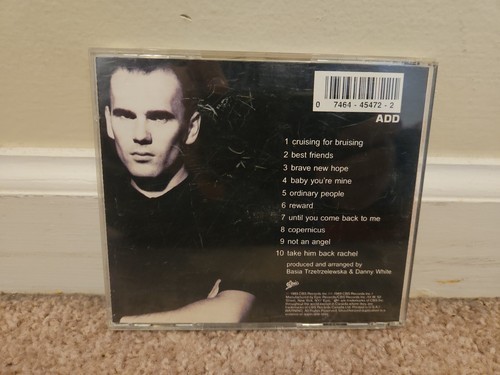 0 7464-45472-2
ADD
1 cruising for bruising
2 best friends
3 brave new hope
4 baby you're mine
5 ordinary people
6 reward
7 until you come back to me
8 copernicus
9 not an angel
10 take him back rachel
produced and arranged by
Basia Trzetrzelewska & Danny White
Epic